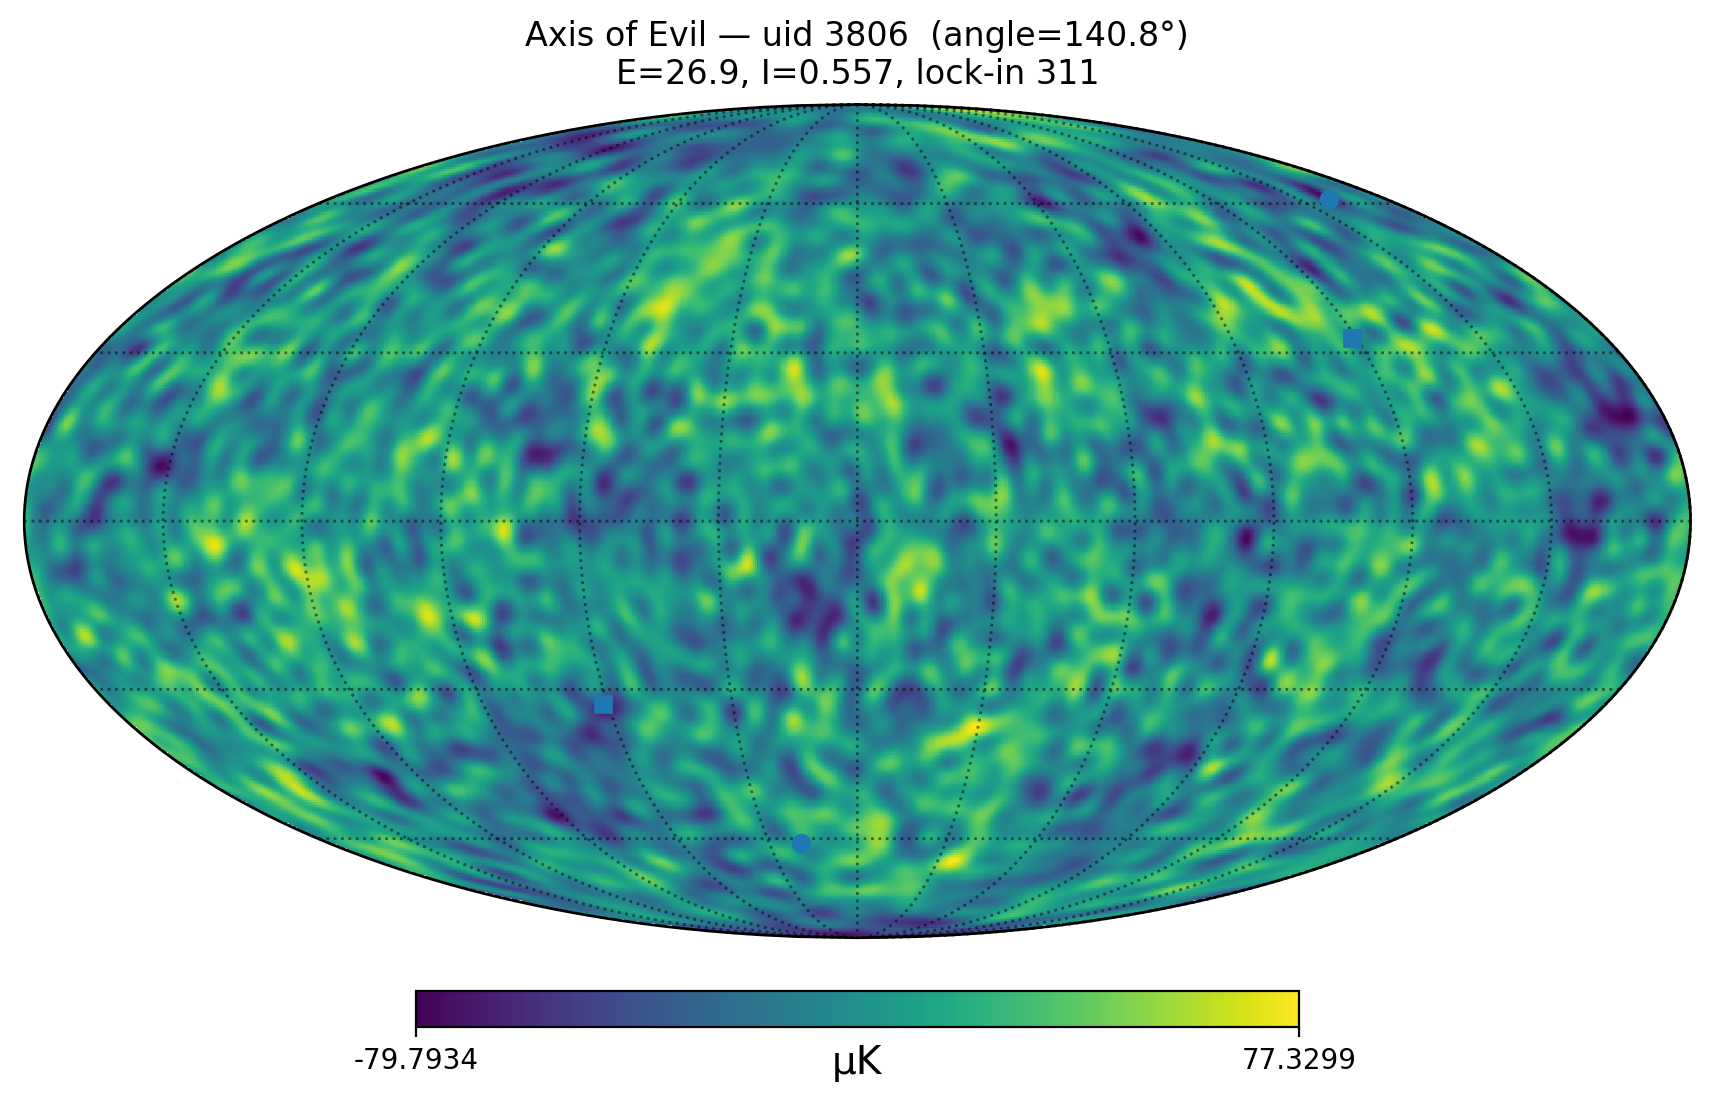 Axis of Evil — uid 3806  (angle=140.8°)
E=26.9, I=0.557, lock-in 311
-79.7934
μK
77.3299